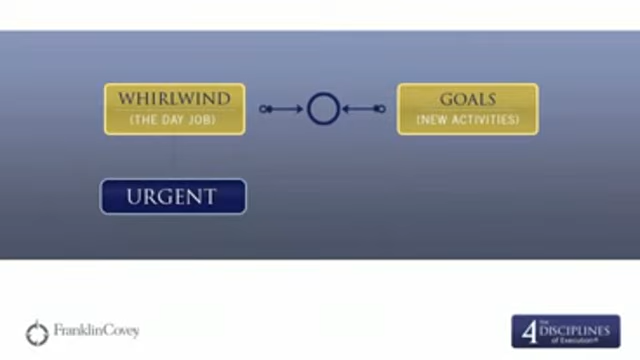 WHIRLWIND
(THE DAY JOB)
GOALS
(NEW ACTIVITIES)
URGENT
FranklinCovey
4 The
DISCIPLINES
of Execution®